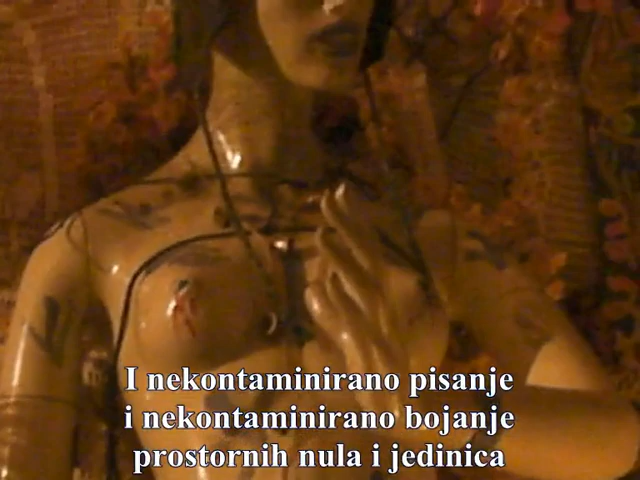 I nekontaminirano pisanje
i nekontaminirano bojanje
prostornih nula i jedinica